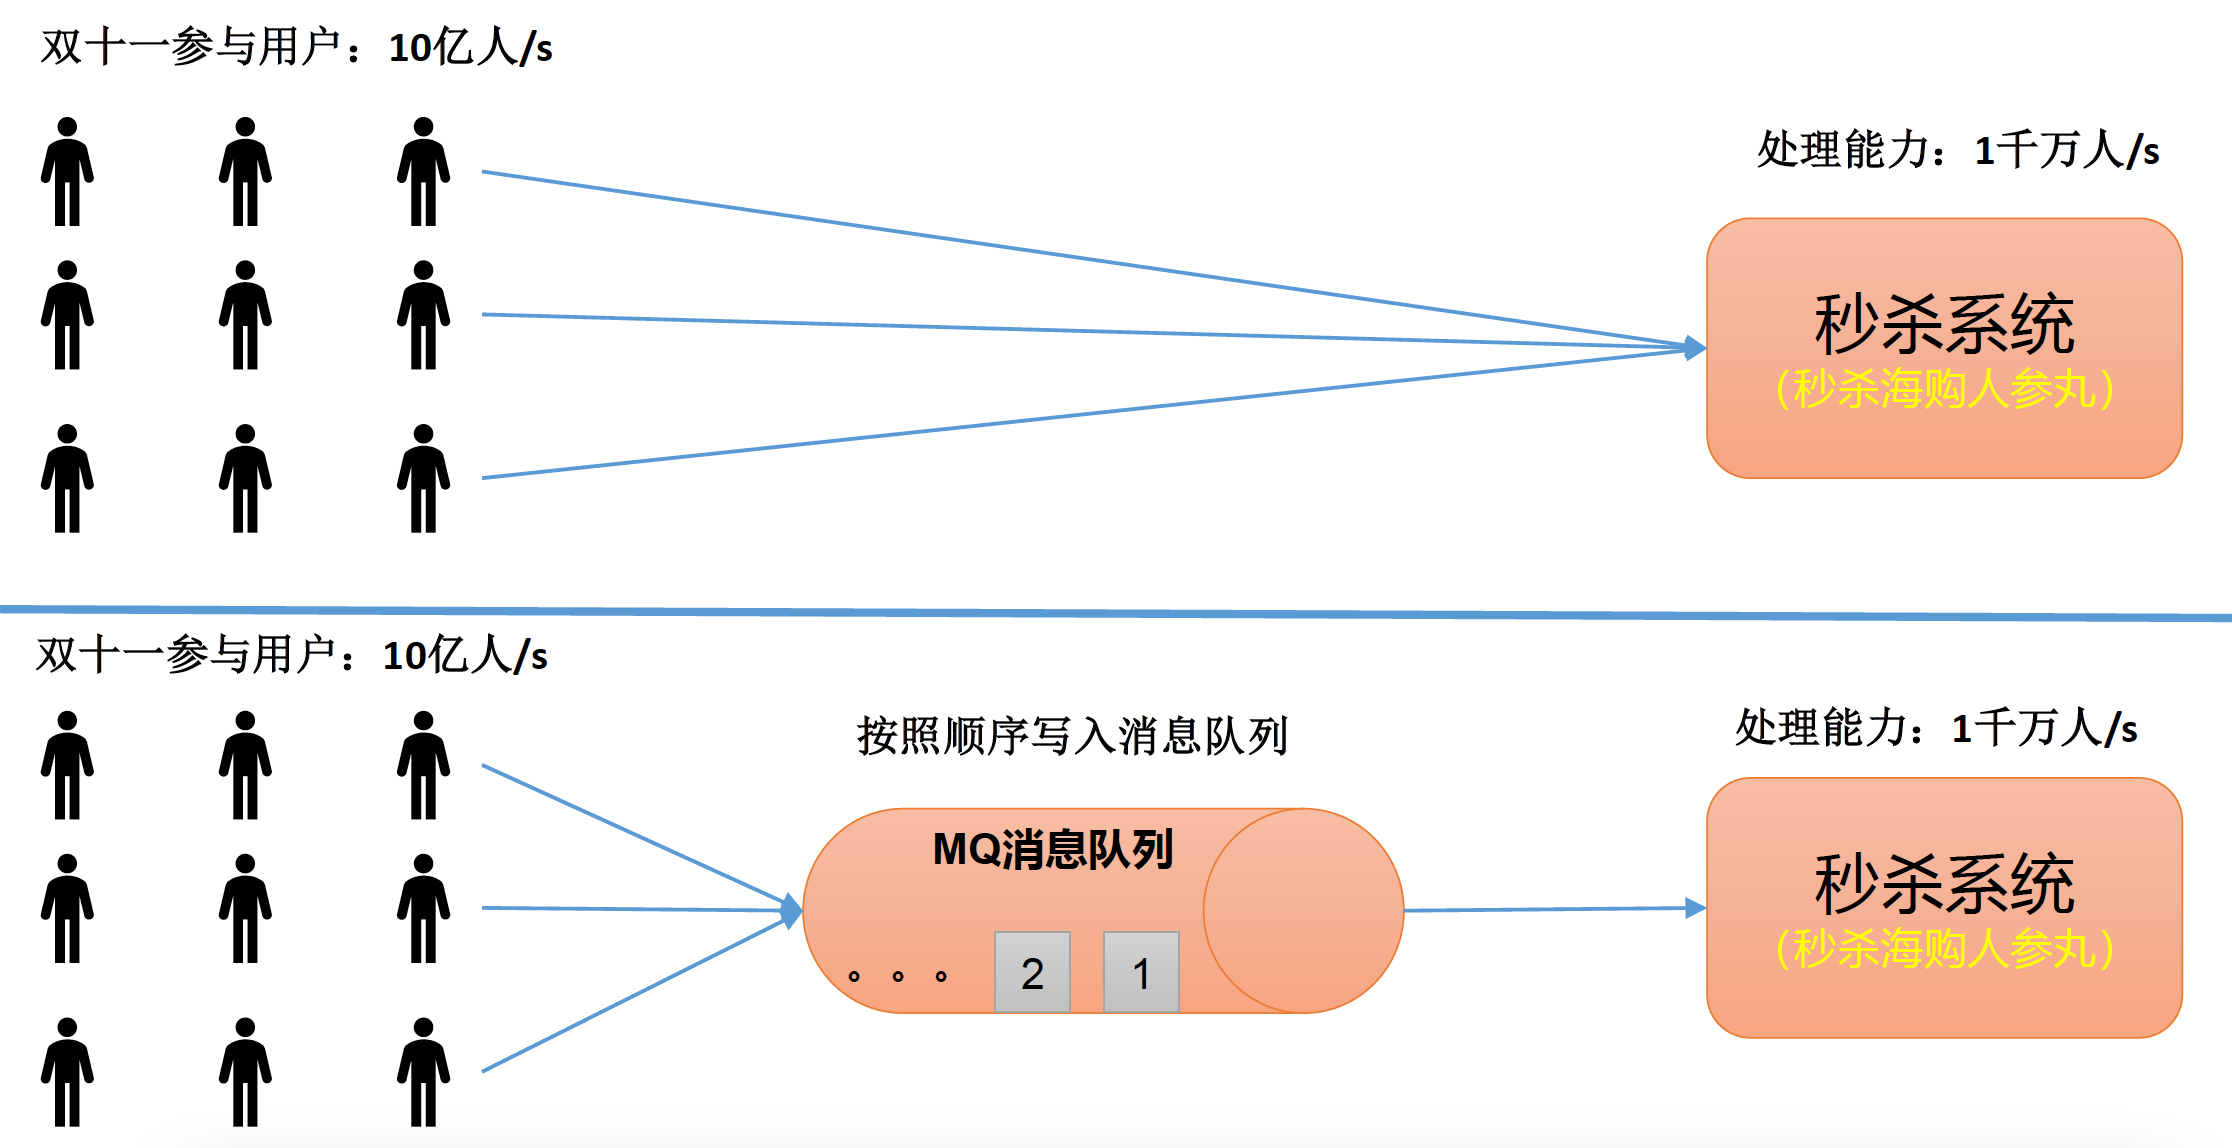 双十一参与用户：10亿人/s
处理能力：1千万人/s
秒杀系统
（秒杀海购人参丸）
双十一参与用户：10亿人/s
按照顺序写入消息队列
处理能力：1千万人/s
MQ消息队列
秒杀系统
（秒杀海购人参丸）
。。。 2 1